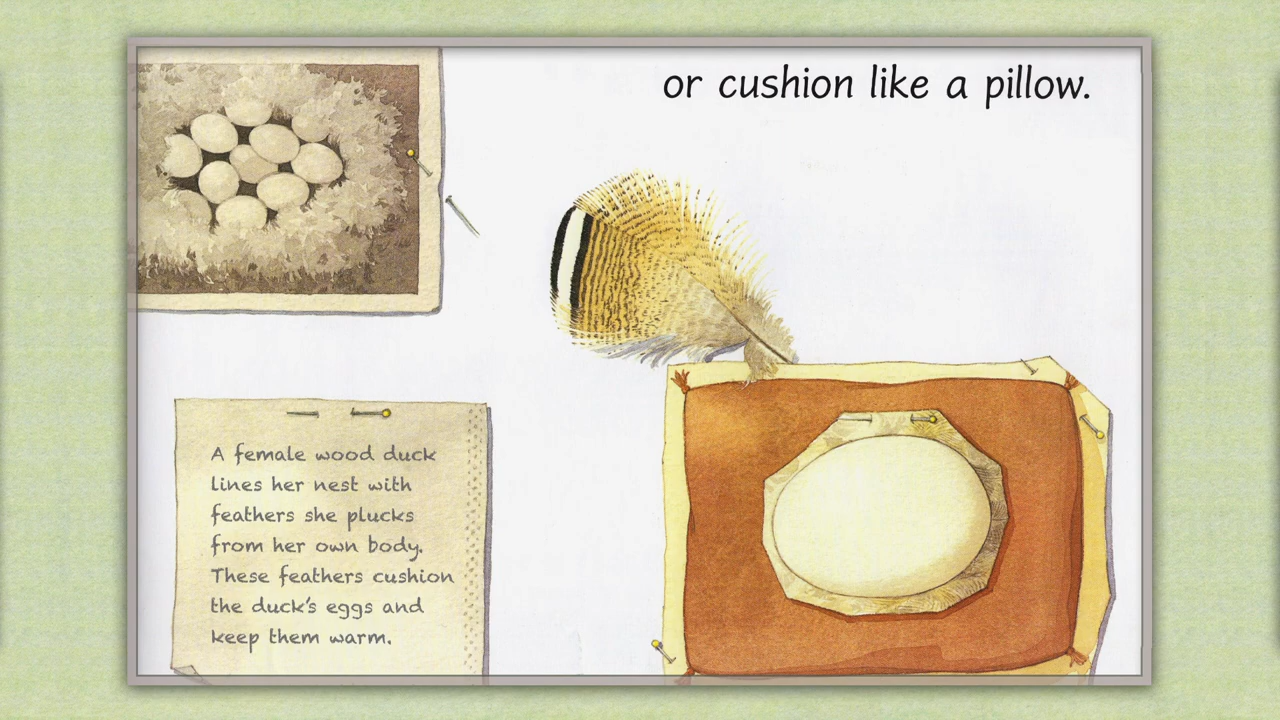 or cushion like a pillow.
A female wood duck
lines her nest with
feathers she plucks
from her own body.
These feathers cushion
the duck's eggs and
keep them warm.